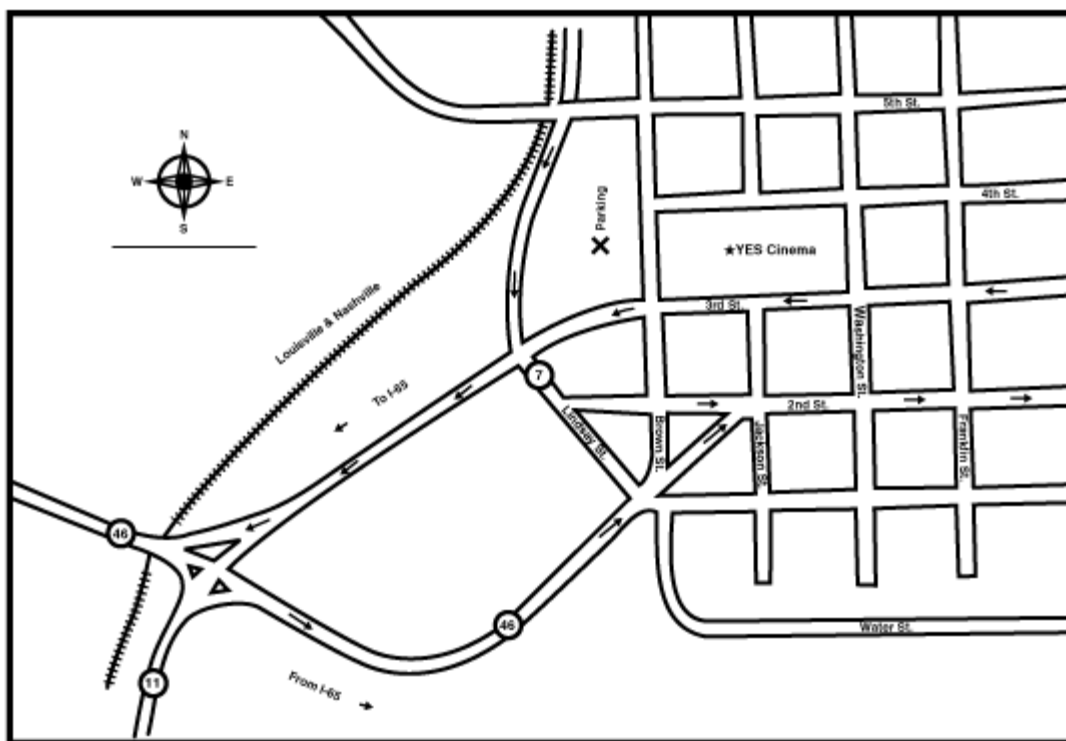 5th St.
N
W
E
S
4th St.
Parking
YES Cinema
3rd St.
Louisville & Nashville
Washington St.
7
To I-65
2nd St.
Lindsay St.
Brown St.
Jackson St.
Franklin St.
46
46
Water St.
11
From I-65